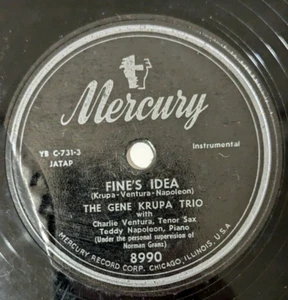 Mercury
YB C-731-3
JATAP
Instrumental
FINE'S IDEA
(Krupa-Ventura-Napoleon)
THE GENE KRUPA TRIO
with
Charlie Ventura, Tenor Sax
Teddy Napoleon, Piano
(Under the personal supervision of
Norman Granz)
8990
MERCURY RECORD CORP. CHICAGO, ILLINOIS, U.S.A.